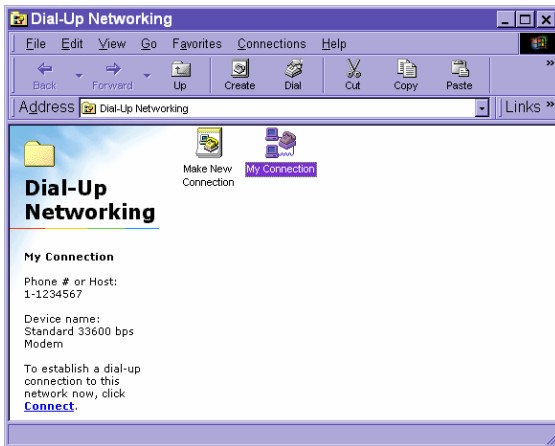 Dial-Up Networking
File Edit View Go Favorites Connections Help
»
Back Forward Up Create Dial Cut Copy Paste
Address Dial-Up Networking Links »
Make New
Connection
My Connection
Dial-Up
Networking
My Connection
Phone # or Host:
1-1234567
Device name:
Standard 33600 bps
Modem
To establish a dial-up
connection to this
network now, click
Connect.